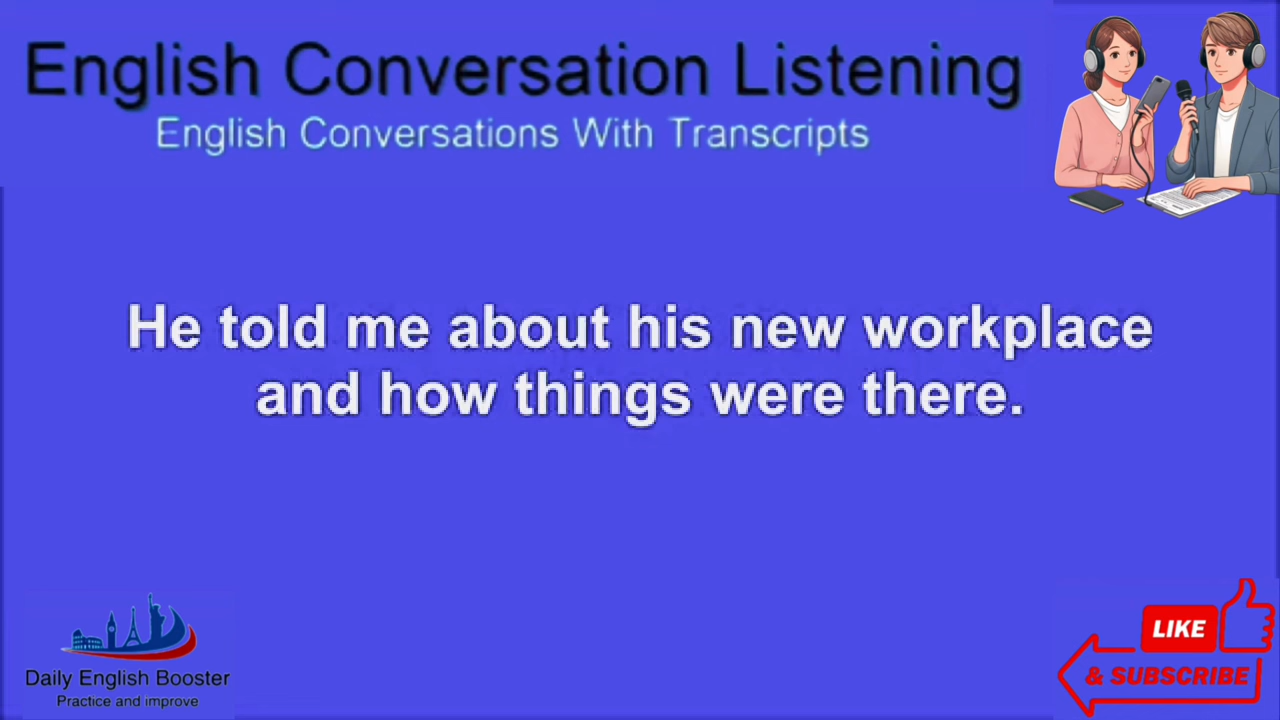 English Conversation Listening
English Conversations With Transcripts
He told me about his new workplace
and how things were there.
Daily English Booster
Practice and improve
LIKE
& SUBSCRIBE